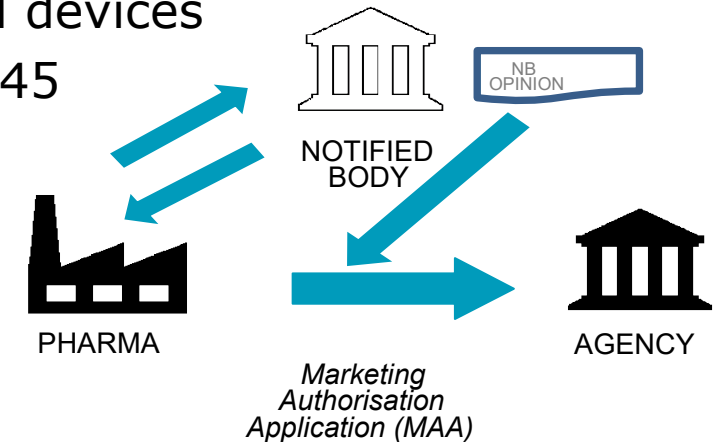 devices
45
NB
OPINION
NOTIFIED
BODY
PHARMA
AGENCY
Marketing
Authorisation
Application (MAA)